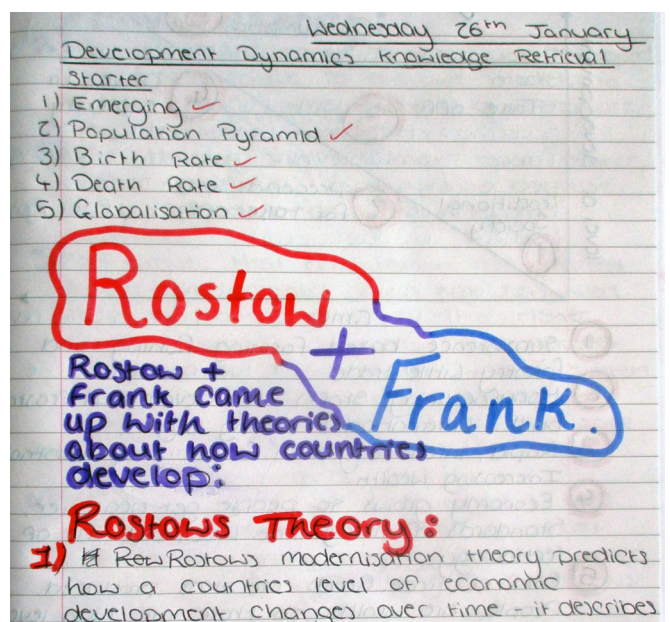 Wednesday 26th January
Development Dynamics Knowledge Retrieval
Starter
1) Emerging ✓
2) Population Pyramid ✓
3) Birth Rate ✓
4) Death Rate ✓
5) Globalisation ✓
Rostow
+
Frank.
Rostow +
Frank came
up with theories
about how countries
develop:
Rostows Theory:
1) Rostows modernisation theory predicts
how a countries level of economic
development changes over time - it describes